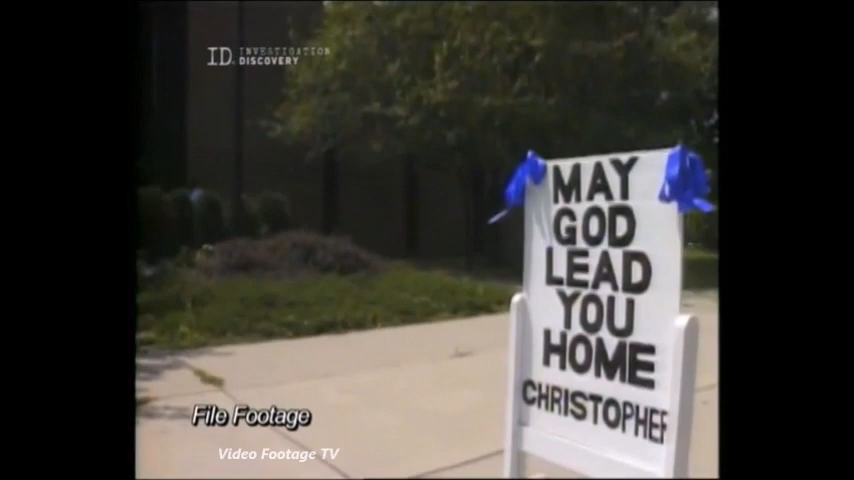 ID. INVESTIGATION
DISCOVERY
MAY
GOD
LEAD
YOU
HOME
CHRISTOPHER
File Footage
Video Footage TV